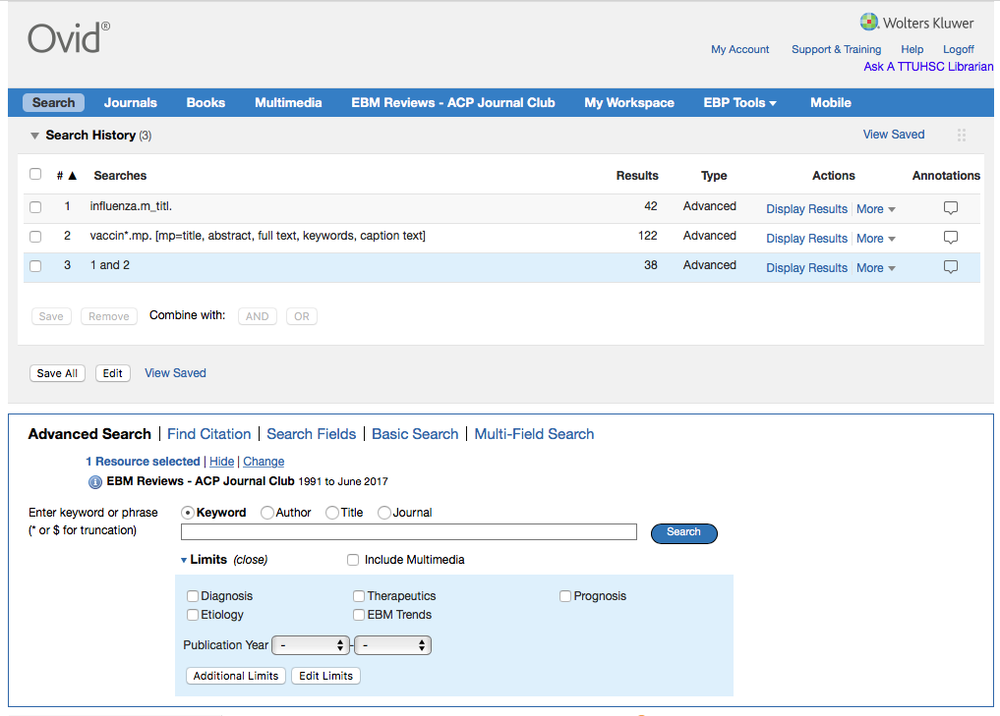 Ovid®
Wolters Kluwer
My Account Support & Training Help Logoff
Ask A TTUHSC Librarian
Search Journals Books Multimedia EBM Reviews - ACP Journal Club My Workspace EBP Tools Mobile
Search History (3) View Saved
# ▲ Searches Results Type Actions Annotations
1 influenza.m_titl. 42 Advanced Display Results More
2 vaccin*.mp. [mp=title, abstract, full text, keywords, caption text] 122 Advanced Display Results More
3 1 and 2 38 Advanced Display Results More
Save Remove Combine with: AND OR
Save All Edit View Saved
Advanced Search | Find Citation | Search Fields | Basic Search | Multi-Field Search
1 Resource selected | Hide | Change
EBM Reviews - ACP Journal Club 1991 to June 2017
Enter keyword or phrase Keyword Author Title Journal
(* or $ for truncation) Search
Limits (close) Include Multimedia
Diagnosis Therapeutics Prognosis
Etiology EBM Trends
Publication Year - - -
Additional Limits Edit Limits